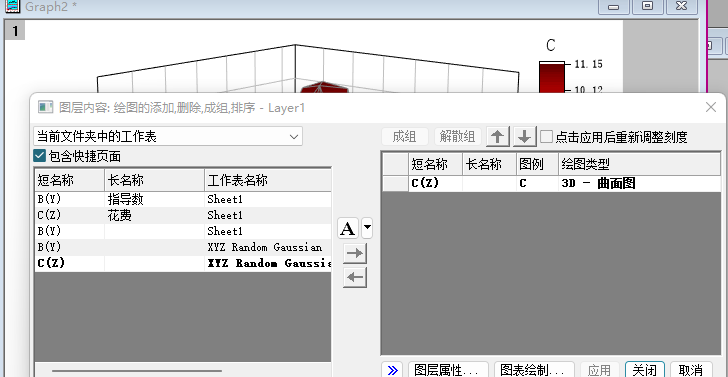 Graph2 *
1
C
11.15
10.12
图层内容: 绘图的添加,删除,成组,排序 - Layer1
当前文件夹中的工作表
包含快捷页面
成组 解散组 点击应用后重新调整刻度
短名称 长名称 工作表名称
B(Y) 指导数 Sheet1
C(Z) 花费 Sheet1
B(Y) Sheet1
B(Y) XYZ Random Gaussian
C(Z) XYZ Random Gaussia
A
短名称 长名称 图例 绘图类型
C(Z) C 3D - 曲面图
图层属性... 图表绘制... 应用 关闭 取消